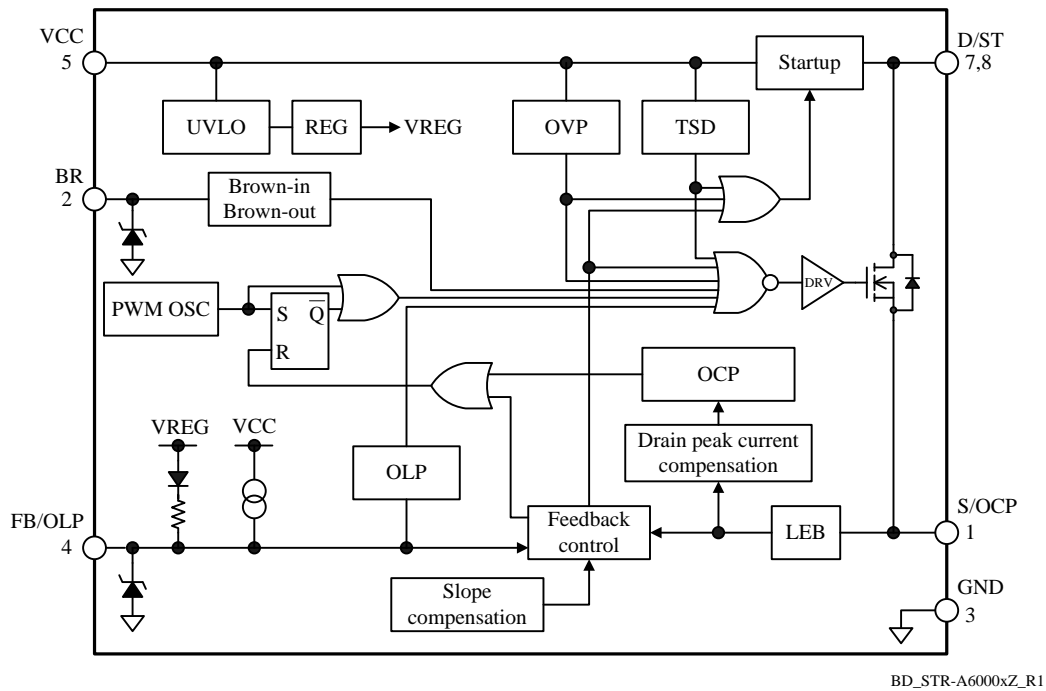 VCC
5
D/ST
7,8
Startup
UVLO
REG
VREG
OVP
TSD
BR
2
Brown-in
Brown-out
PWM OSC
S
Q̅
R
DRV
OCP
VREG
VCC
OLP
Drain peak current
compensation
FB/OLP
4
Feedback
control
LEB
S/OCP
1
Slope
compensation
GND
3
BD_STR-A6000xZ_R1